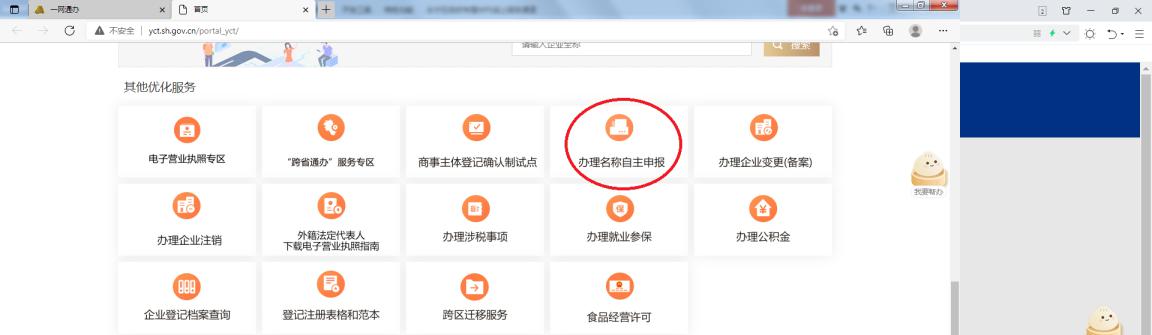 一网通办
首页
不安全
yct.sh.gov.cn/portal_yct/
请输入企业全称
搜索
其他优化服务
电子营业执照专区
“跨省通办”服务专区
商事主体登记确认制试点
办理名称自主申报
办理企业变更(备案)
我要帮办
办理企业注销
外籍法定代表人
下载电子营业执照指南
办理涉税事项
办理就业参保
办理公积金
企业登记档案查询
登记注册表格和范本
跨区迁移服务
食品经营许可